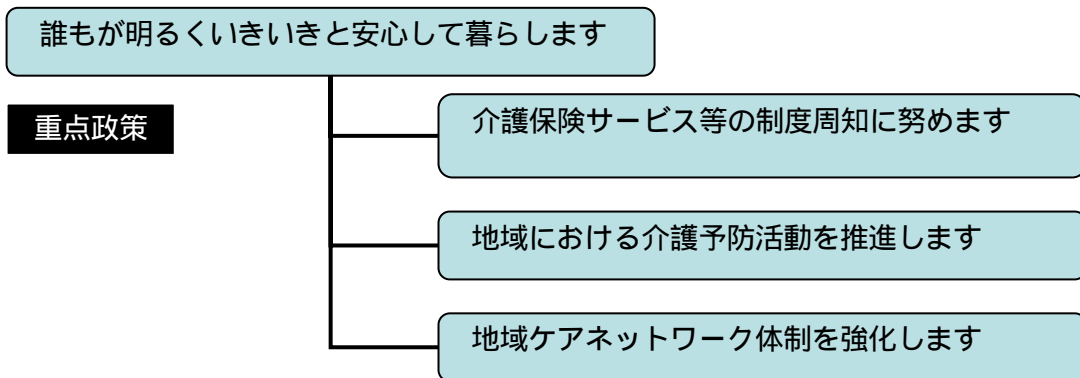 誰もが明るくいきいきと安心して暮らします
重点政策
介護保険サービス等の制度周知に努めます
地域における介護予防活動を推進します
地域ケアネットワーク体制を強化します